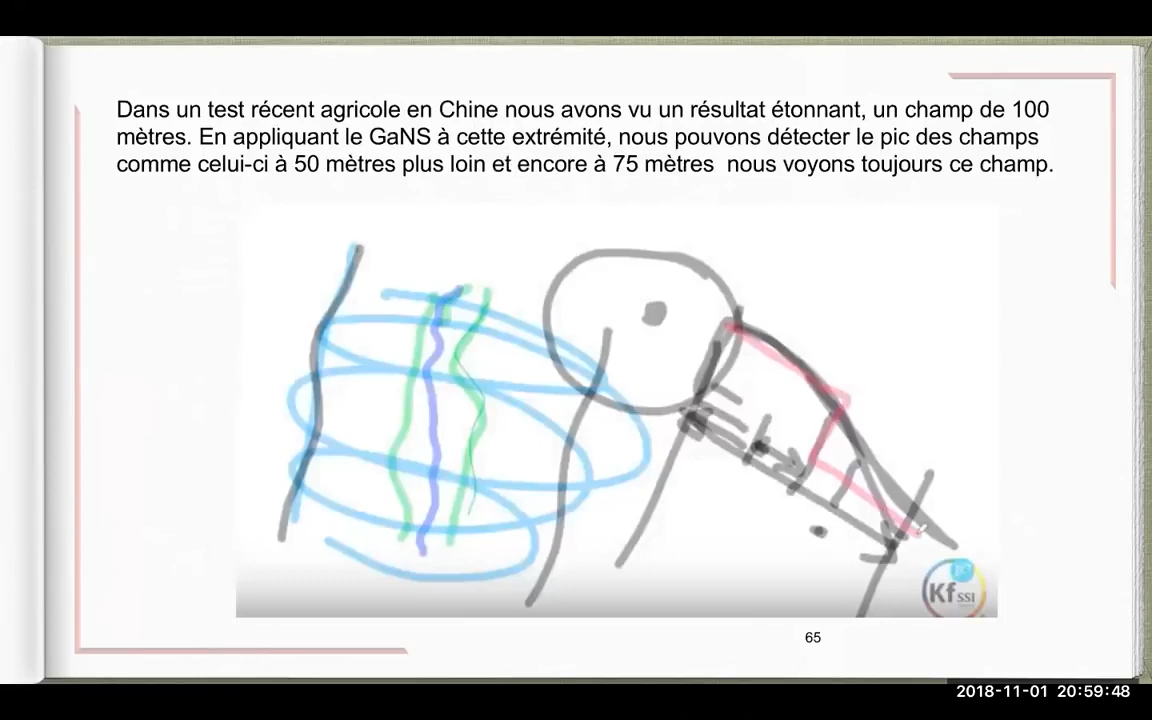 Dans un test récent agricole en Chine nous avons vu un résultat étonnant, un champ de 100
mètres. En appliquant le GaNS à cette extrémité, nous pouvons détecter le pic des champs
comme celui-ci à 50 mètres plus loin et encore à 75 mètres  nous voyons toujours ce champ.
Kf SSI
65
2018-11-01 20:59:48